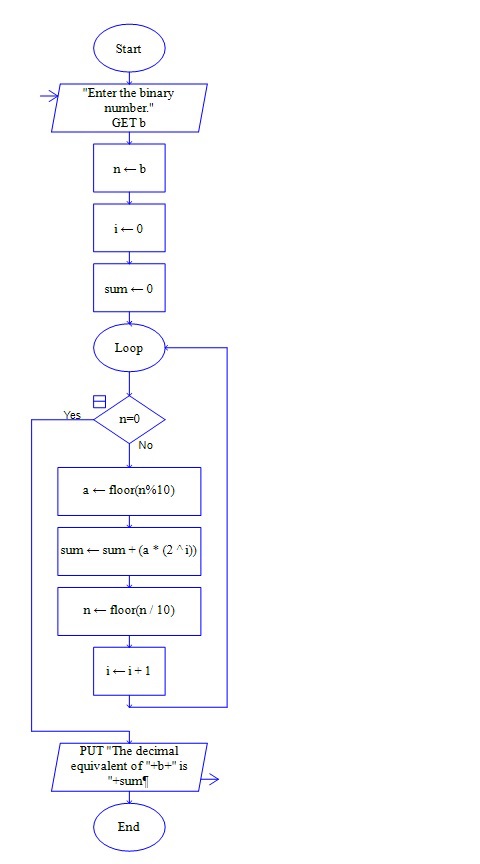 Start
"Enter the binary
number."
GET b
n ← b
i ← 0
sum ← 0
Loop
n=0
Yes
No
a ← floor(n%10)
sum ← sum + (a * (2 ^ i))
n ← floor(n / 10)
i ← i + 1
PUT "The decimal
equivalent of "+b+" is
"+sum¶
End